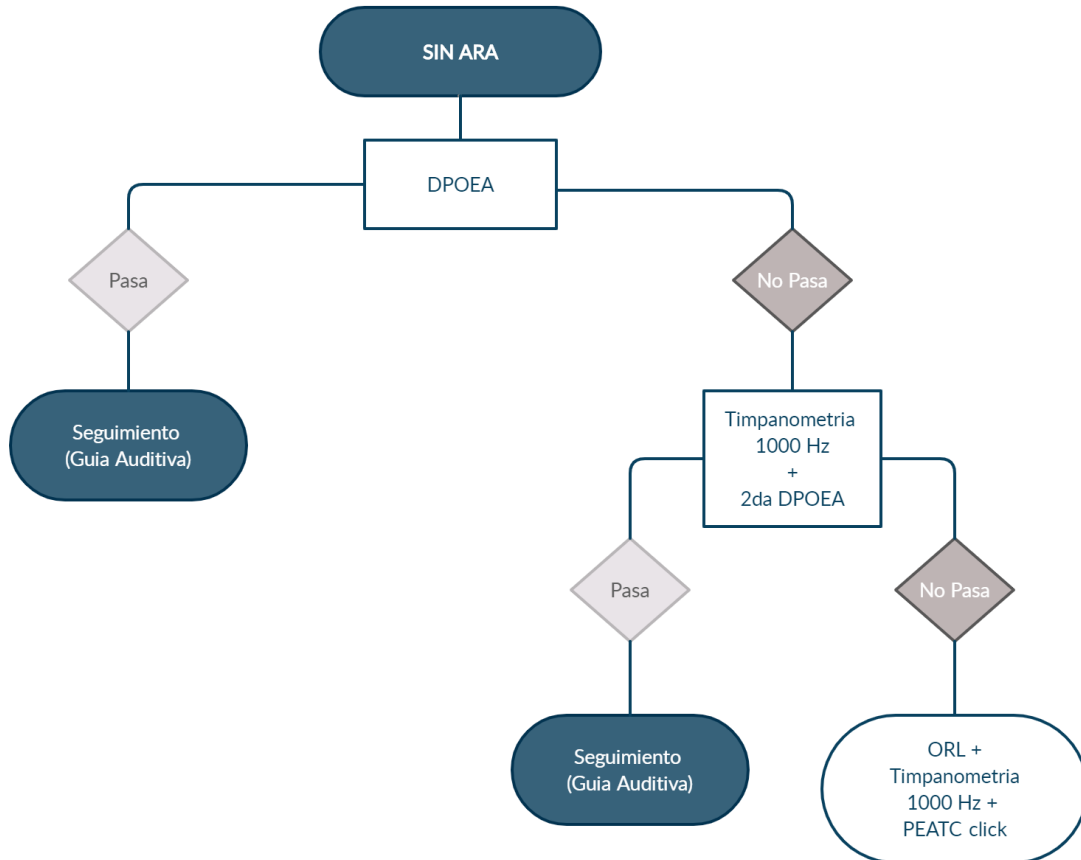 SIN ARA
DPOEA
Pasa
No Pasa
Seguimiento
(Guia Auditiva)
Timpanometria
1000 Hz
+
2da DPOEA
Pasa
No Pasa
Seguimiento
(Guia Auditiva)
ORL +
Timpanometria
1000 Hz +
PEATC click